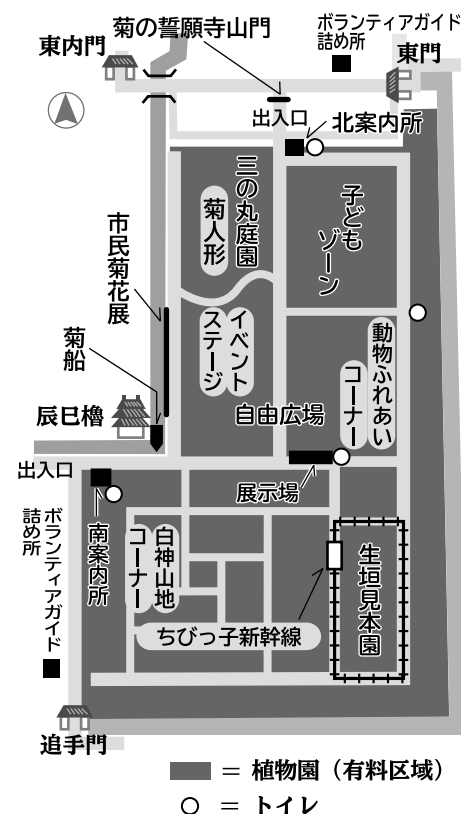 菊の誓願寺山門
ボランティアガイド
詰め所
東内門
東門
出入口
北案内所
三の丸庭園
菊人形
子ども
ゾーン
市民菊花展
菊船
イベント
ステージ
動物ふれあい
コーナー
自由広場
辰巳櫓
出入口
展示場
ボランティアガイド
詰め所
南案内所
白神山地
コーナー
生垣見本園
ちびっ子新幹線
追手門
＝ 植物園（有料区域）
＝ トイレ